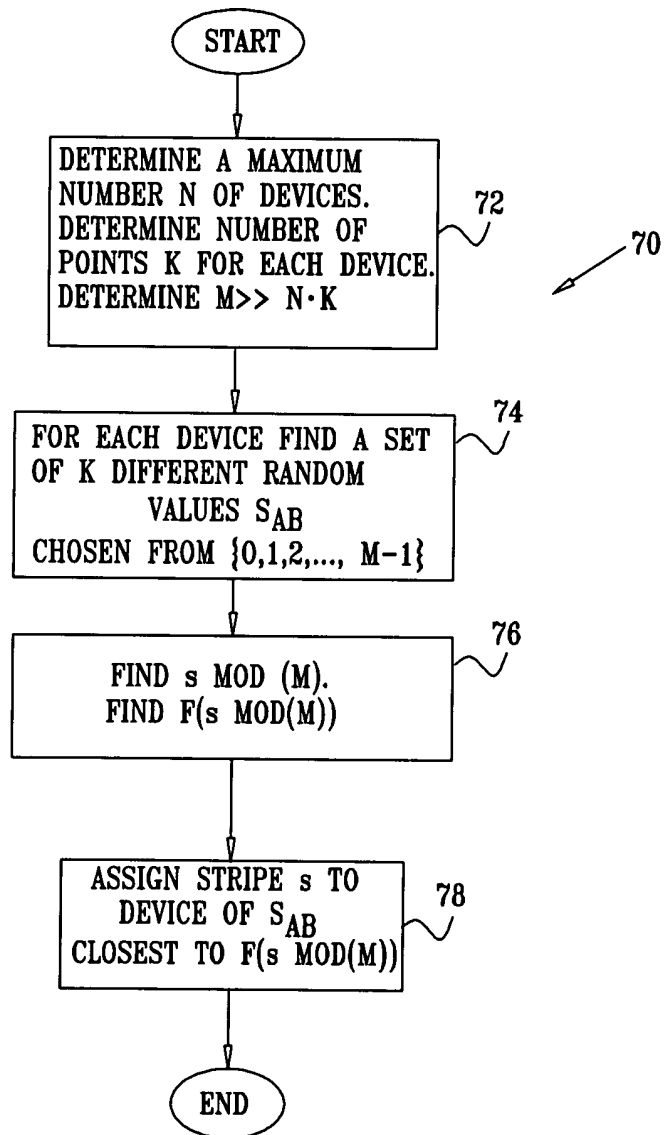 START
DETERMINE A MAXIMUM
NUMBER N OF DEVICES.
DETERMINE NUMBER OF
POINTS K FOR EACH DEVICE.
DETERMINE M>> N·K
72
70
FOR EACH DEVICE FIND A SET
OF K DIFFERENT RANDOM
VALUES S_AB
CHOSEN FROM {0,1,2,..., M-1}
74
FIND s MOD (M).
FIND F(s MOD(M))
76
ASSIGN STRIPE s TO
DEVICE OF S_AB
CLOSEST TO F(s MOD(M))
78
END